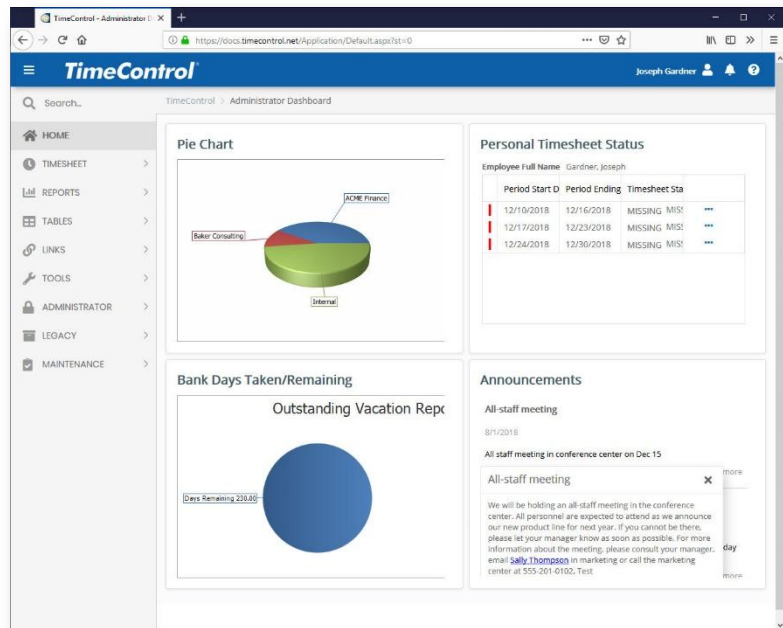 TimeControl - Administrator D
https://docs.timecontrol.net/Application/Default.aspx?st=0
TimeControl
Joseph Gardner
Search...
TimeControl > Administrator Dashboard
HOME
TIMESHEET
REPORTS
TABLES
LINKS
TOOLS
ADMINISTRATOR
LEGACY
MAINTENANCE
Pie Chart
ACME Finance
Baker Consulting
Internal
Personal Timesheet Status
Employee Full Name Gardner, Joseph
Period Start D Period Ending Timesheet Sta
12/10/2018 12/16/2018 MISSING MIS
12/17/2018 12/23/2018 MISSING MIS
12/24/2018 12/30/2018 MISSING MIS
Bank Days Taken/Remaining
Outstanding Vacation Repo
Days Remaining 230.00
Announcements
All-staff meeting
8/1/2018
All staff meeting in conference center on Dec 15
more
All-staff meeting
We will be holding an all-staff meeting in the conference
center. All personnel are expected to attend as we announce
our new product line for next year. If you cannot be there,
please let your manager know as soon as possible. For more
information about the meeting, please consult your manager,
email Sally Thompson in marketing or call the marketing
center at 555-201-0102. Test
day
more